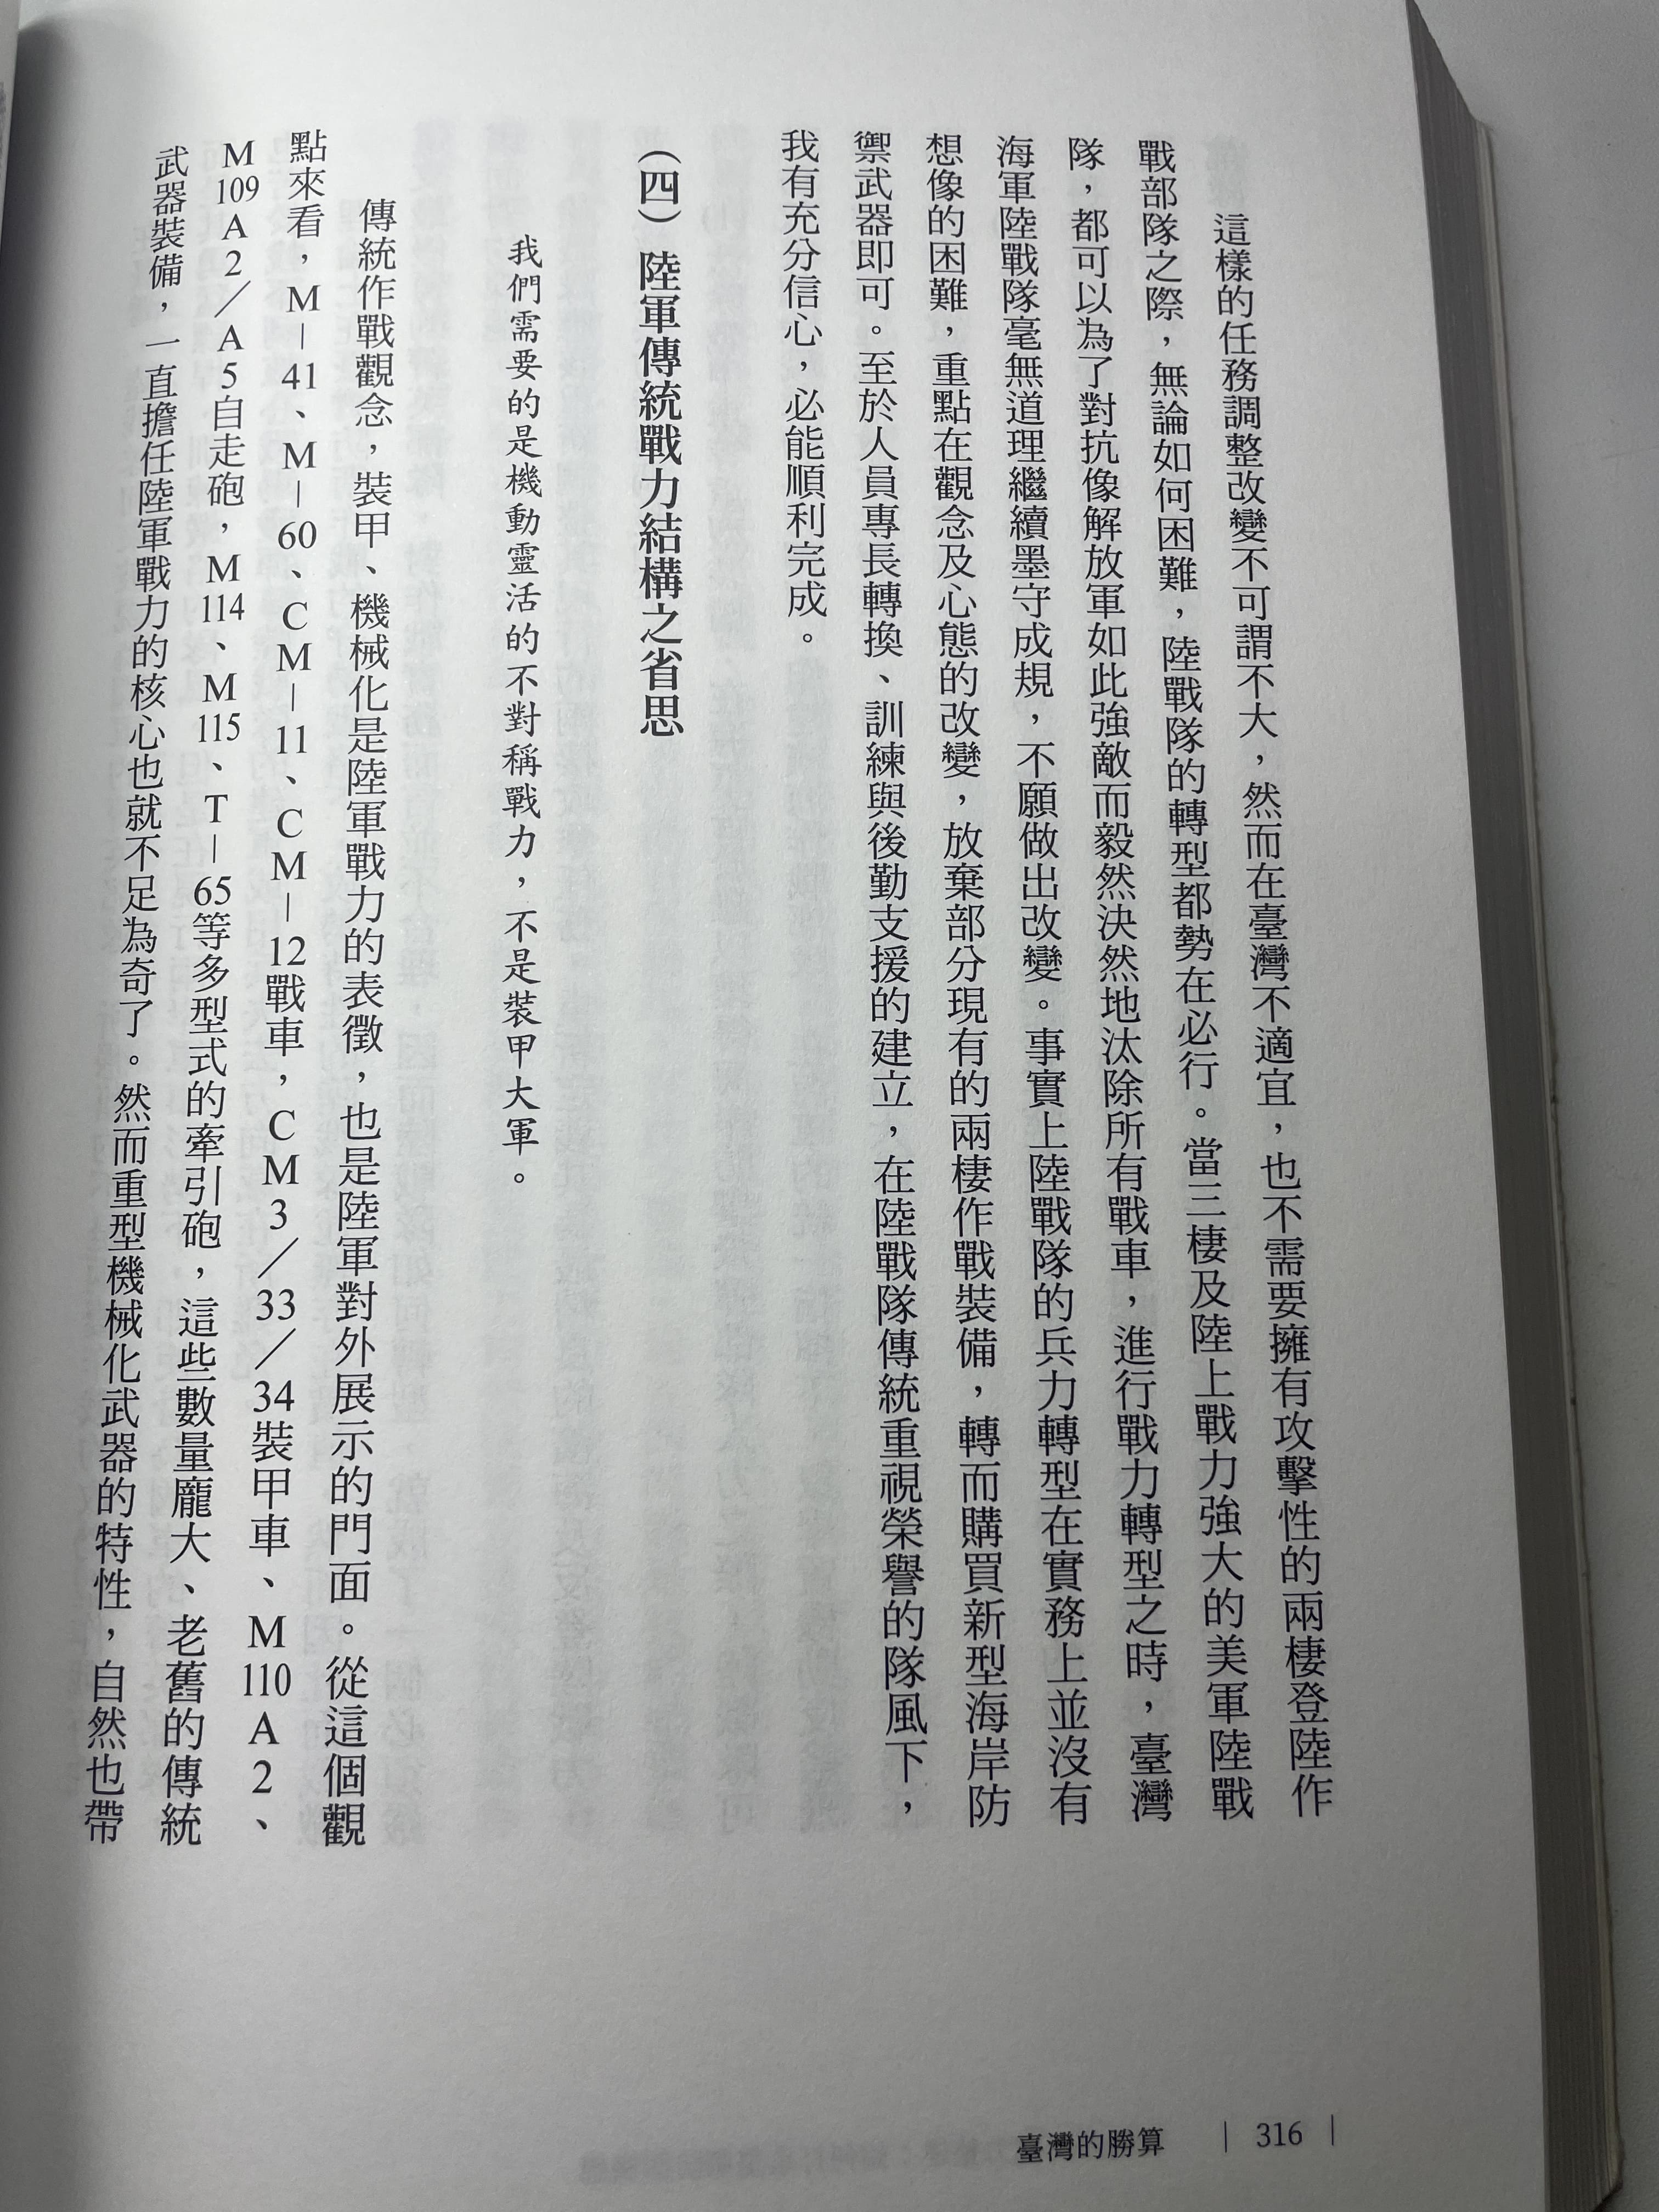 這樣的任務調整改變不可謂不大，然而在臺灣不適宜，也不需要擁有攻擊性的兩棲登陸作
戰部隊之際，無論如何困難，陸戰隊的轉型都勢在必行。當三棲及陸上戰力強大的美軍陸戰
隊，都可以為了對抗像解放軍如此強敵而毅然決然地汰除所有戰車，進行戰力轉型之時，臺灣
海軍陸戰隊毫無道理繼續墨守成規，不願做出改變。事實上陸戰隊的兵力轉型在實務上並沒有
想像的困難，重點在觀念及心態的改變，放棄部分現有的兩棲作戰裝備，轉而購買新型海岸防
禦武器即可。至於人員專長轉換、訓練與後勤支援的建立，在陸戰隊傳統重視榮譽的隊風下，
我有充分信心，必能順利完成。
（四）陸軍傳統戰力結構之省思
我們需要的是機動靈活的不對稱戰力，不是裝甲大軍。
傳統作戰觀念，裝甲、機械化是陸軍戰力的表徵，也是陸軍對外展示的門面。從這個觀
點來看，M－41、M－60、CM－11、CM－12戰車，CM3／33／34裝甲車、M110A2、
M109A2／A5自走砲，M114、M115、T－65等多型式的牽引砲，這些數量龐大、老舊的傳統
武器裝備，一直擔任陸軍戰力的核心也就不足為奇了。然而重型機械化武器的特性，自然也帶
臺灣的勝算 ｜ 316 ｜